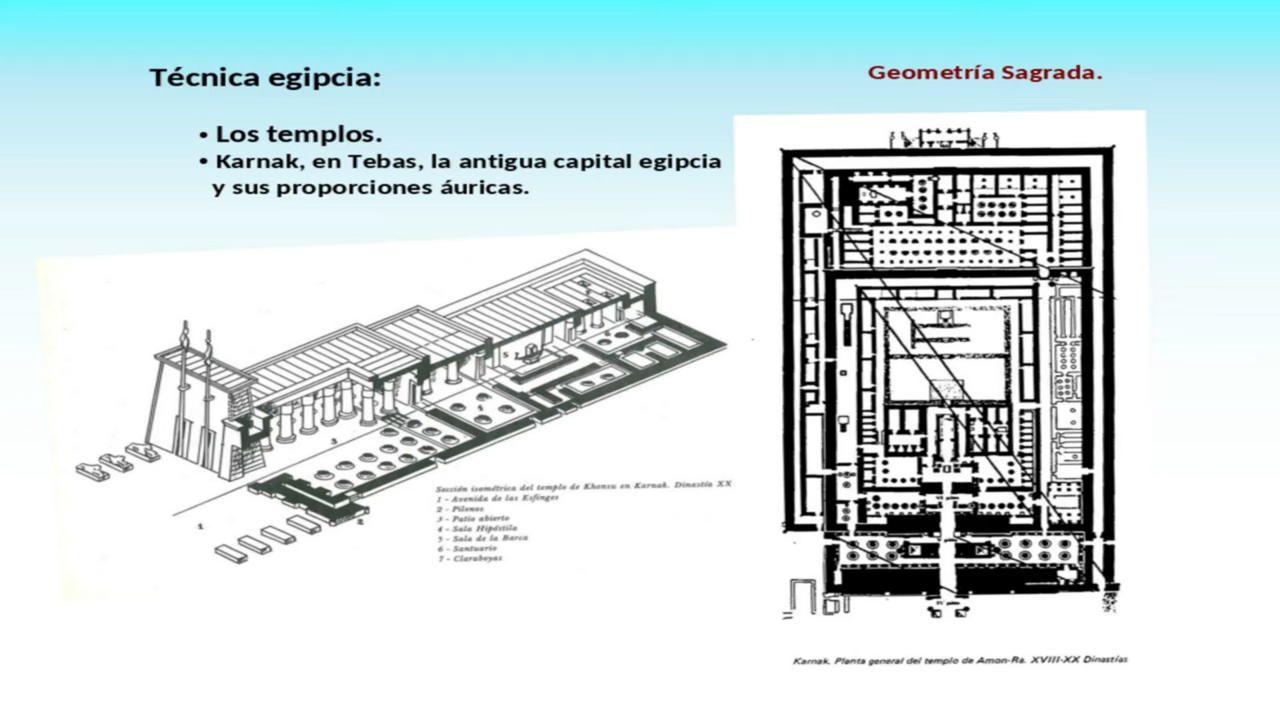 Técnica egipcia:
Geometría Sagrada.
• Los templos.
• Karnak, en Tebas, la antigua capital egipcia
y sus proporciones áuricas.
Sección isométrica del templo de Khonsu en Karnak. Dinastía XX
1 - Avenida de las Esfinges
2 - Pilonos
3 - Patio abierto
4 - Sala Hipóstila
5 - Sala de la Barca
6 - Santuario
7 - Claraboyas
Karnak. Planta general del templo de Amon-Ra. XVIII-XX Dinastías